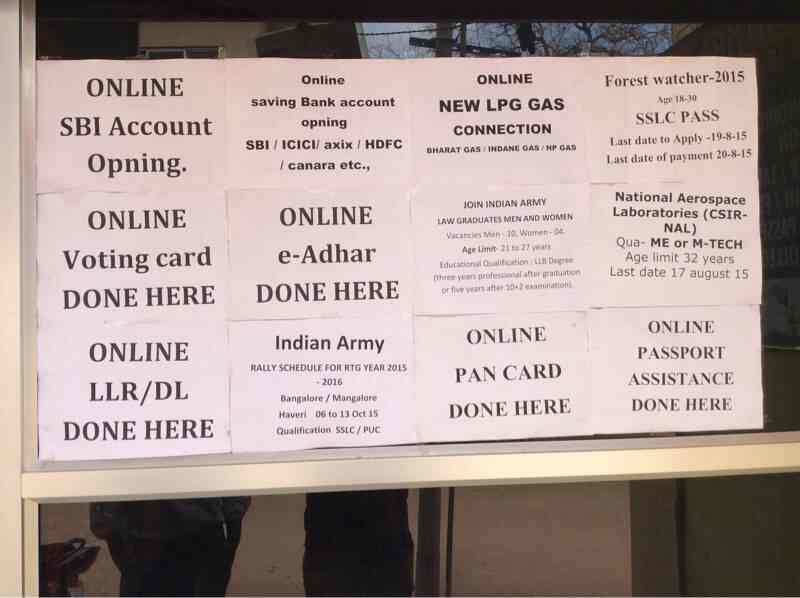 ONLINE
SBI Account
Opning.
Online
saving Bank account
opning
SBI / ICICI/ axix / HDFC
/ canara etc.,
ONLINE
NEW LPG GAS
CONNECTION
BHARAT GAS / INDANE GAS / HP GAS
Forest watcher-2015
Age 18-30
SSLC PASS
Last date to Apply -19-8-15
Last date of payment 20-8-15
ONLINE
Voting card
DONE HERE
ONLINE
e-Adhar
DONE HERE
JOIN INDIAN ARMY
LAW GRADUATES MEN AND WOMEN
Vacancies Men - 10, Women - 04.
Age Limit- 21 to 27 years
Educational Qualification : LLB Degree
(three years professional after graduation
or five years after 10+2 examination).
National Aerospace
Laboratories (CSIR-
NAL)
Qua- ME or M-TECH
Age limit 32 years
Last date 17 august 15
ONLINE
LLR/DL
DONE HERE
Indian Army
RALLY SCHEDULE FOR RTG YEAR 2015
- 2016
Bangalore / Mangalore
Haveri 06 to 13 Oct 15
Qualification SSLC / PUC
ONLINE
PAN CARD
DONE HERE
ONLINE
PASSPORT
ASSISTANCE
DONE HERE